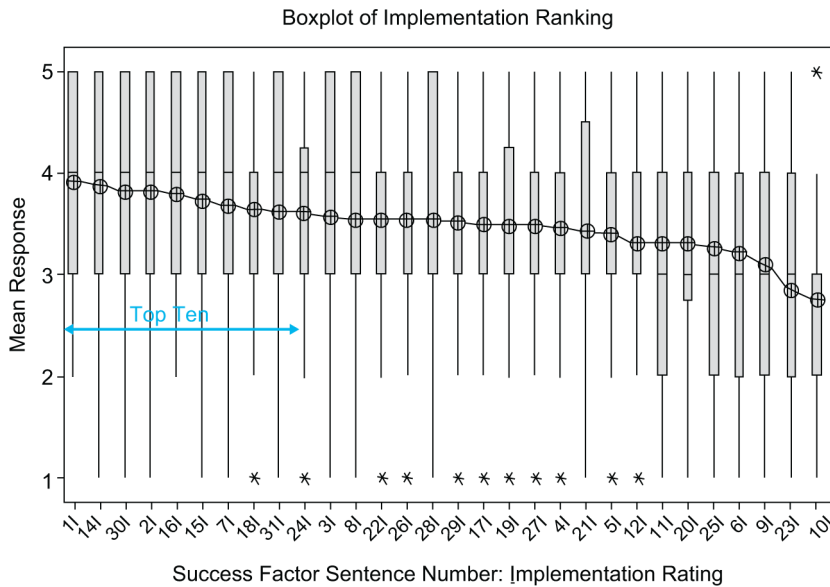 Boxplot of Implementation Ranking
Mean Response
5
4
3
2
1
Top Ten
1I 14I 30I 2I 16I 15I 7I 18I 31I 24I 3I 8I 22I 26I 28I 29I 17I 19I 27I 4I 21I 5I 12I 11I 20I 25I 6I 9I 23I 10I
Success Factor Sentence Number: Implementation Rating